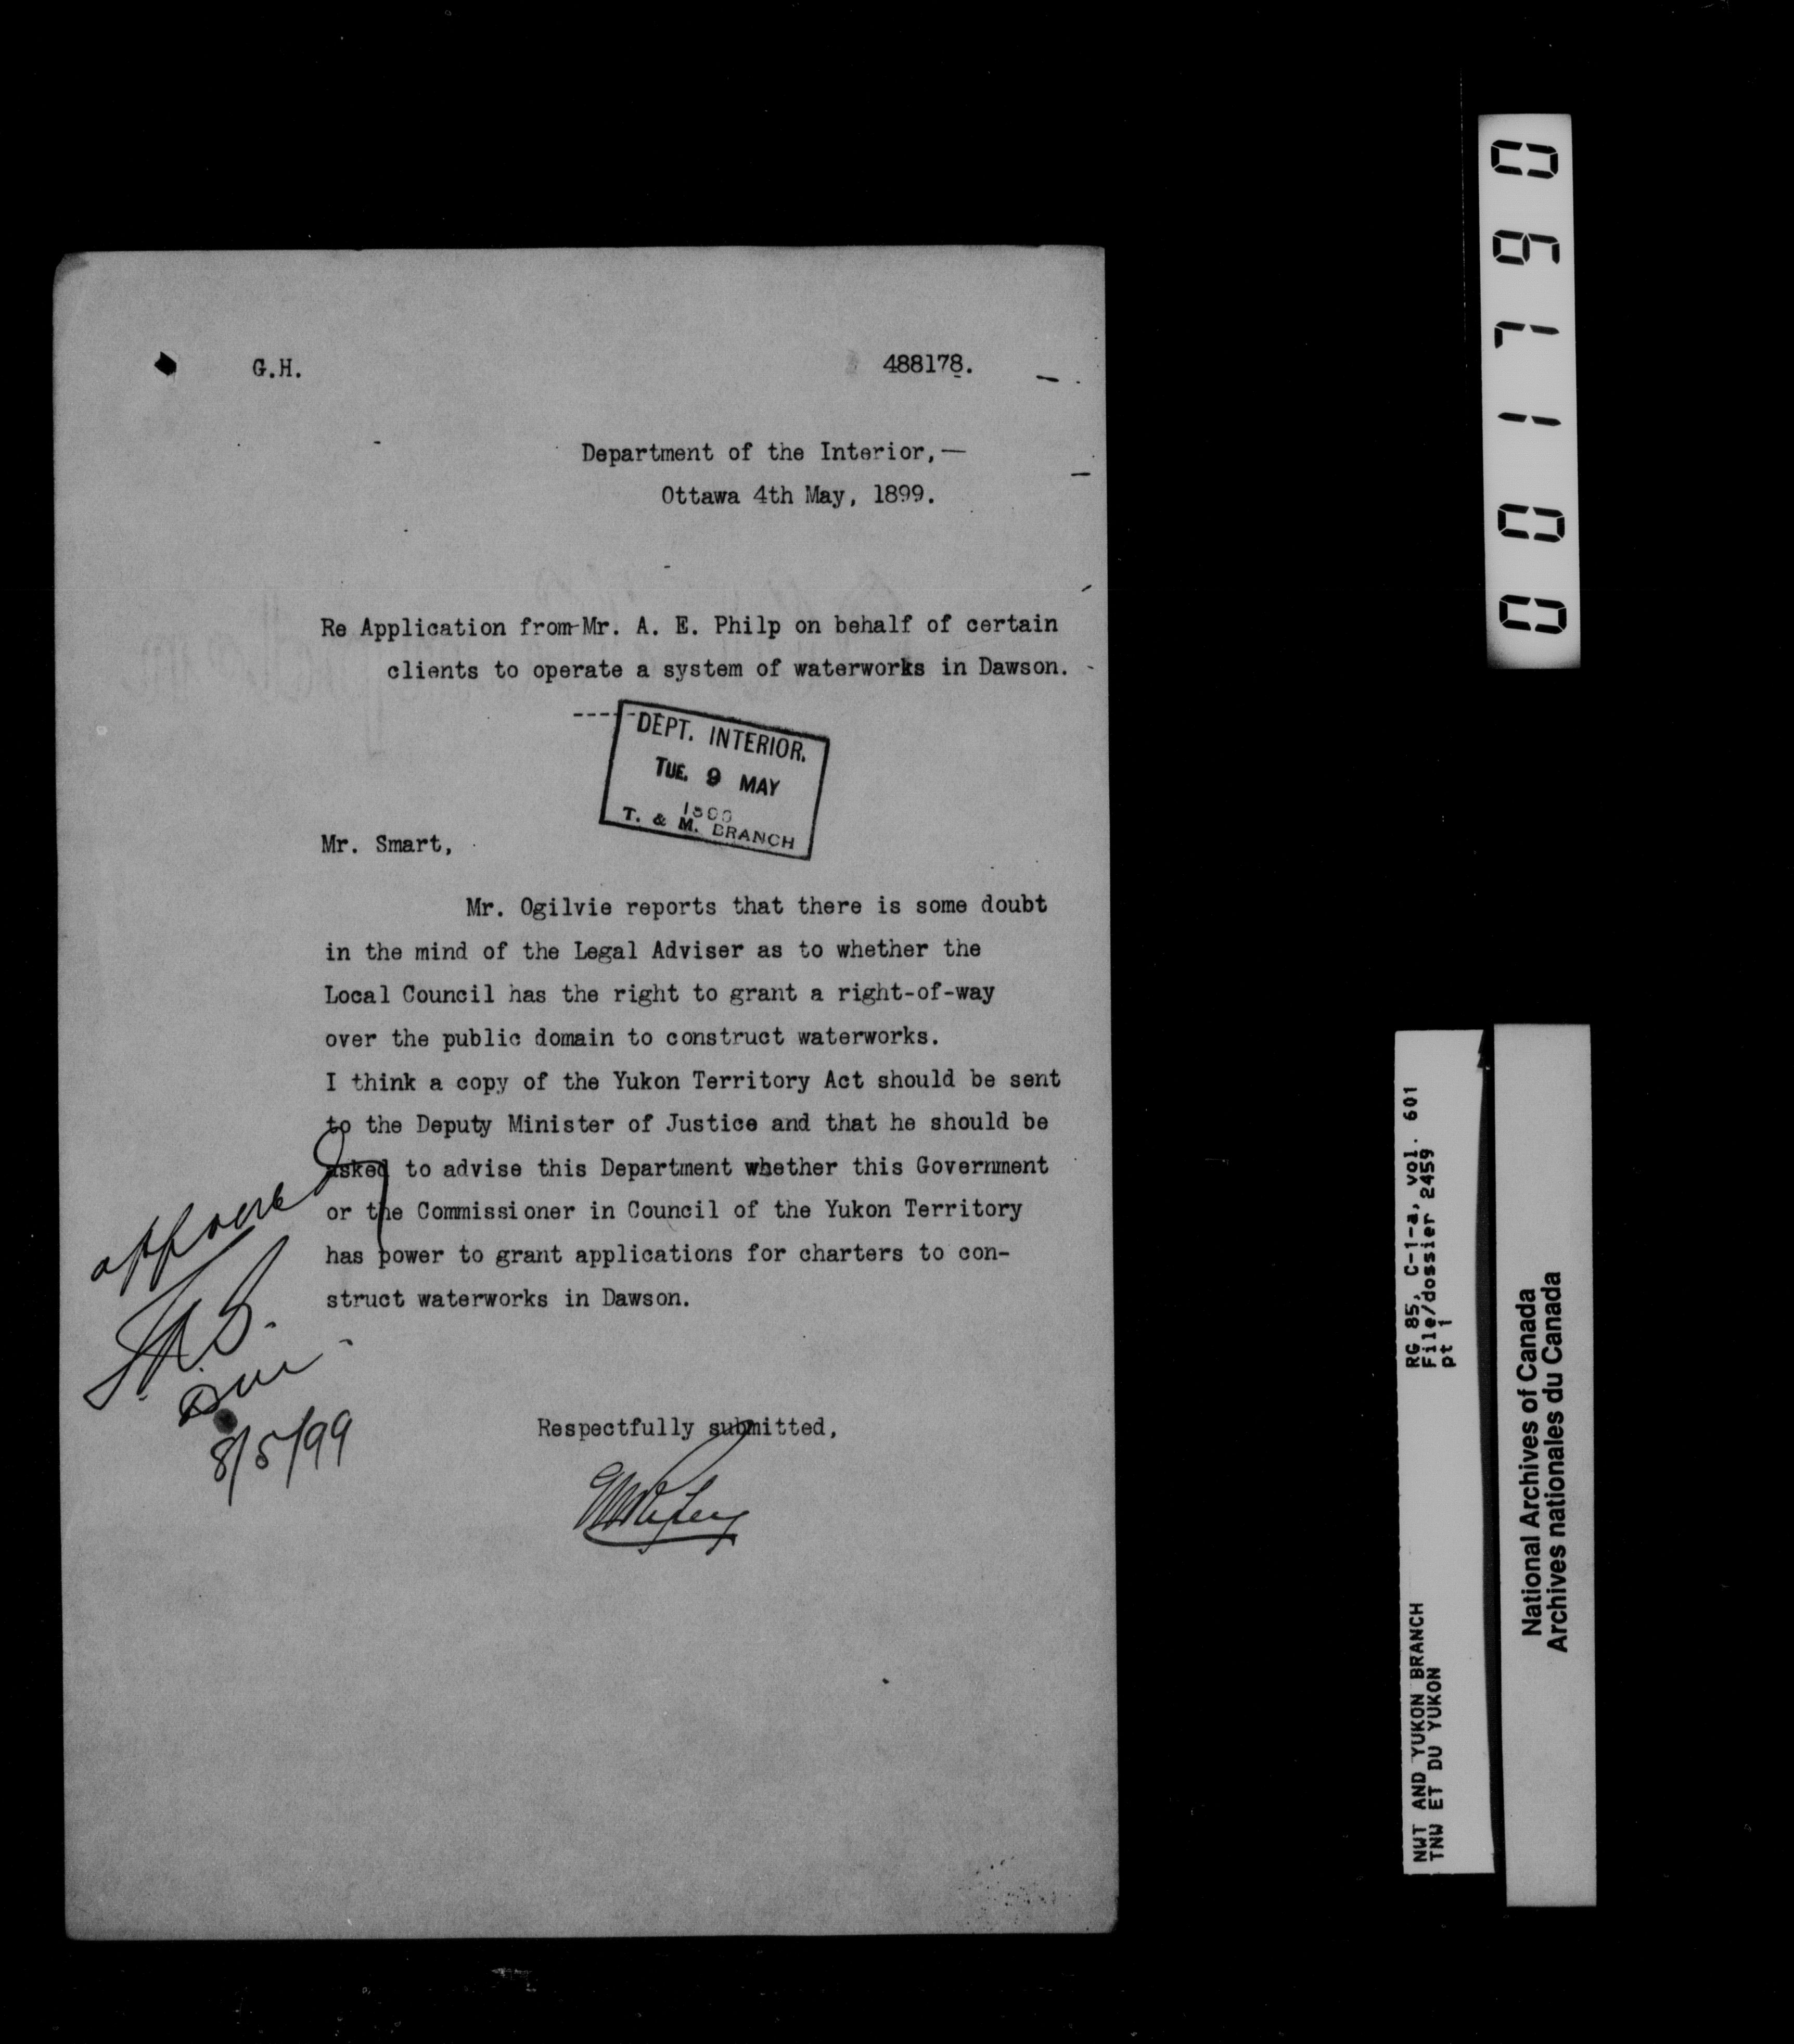 G.H.
488178.
Department of the Interior,—
Ottawa 4th May, 1899.
Re Application from Mr. A. E. Philp on behalf of certain
clients to operate a system of waterworks in Dawson.
DEPT. INTERIOR.
TUE. 9 MAY
T. & M. BRANCH
Mr. Smart,
Mr. Ogilvie reports that there is some doubt
in the mind of the Legal Adviser as to whether the
Local Council has the right to grant a right-of-way
over the public domain to construct waterworks.
I think a copy of the Yukon Territory Act should be sent
to the Deputy Minister of Justice and that he should be
asked to advise this Department whether this Government
or the Commissioner in Council of the Yukon Territory
has power to grant applications for charters to con-
struct waterworks in Dawson.
approved
J.A.S.
8/5/99
Respectfully submitted,
001790
RG 85, C-1-a, vol. 601
File/dossier 2459
pt 1
NWT AND YUKON BRANCH
TNW ET DU YUKON
National Archives of Canada
Archives nationales du Canada